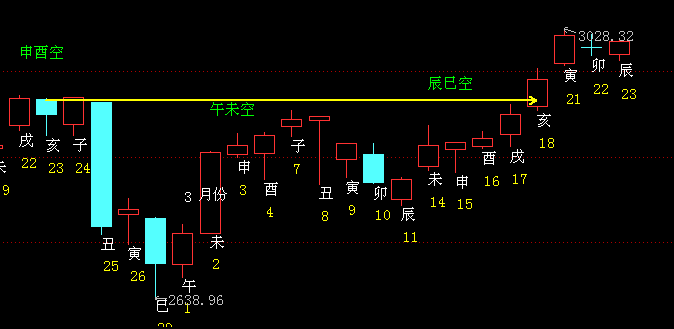 申酉空
午未空
辰巳空
3028.32
2638.96
3 月份
未
9
戌
22
亥
23
子
24
丑
25
寅
26
巳
29
午
1
未
2
申
3
酉
4
子
7
丑
8
寅
9
卯
10
辰
11
未
14
申
15
酉
16
戌
17
亥
18
寅
21
卯
22
辰
23